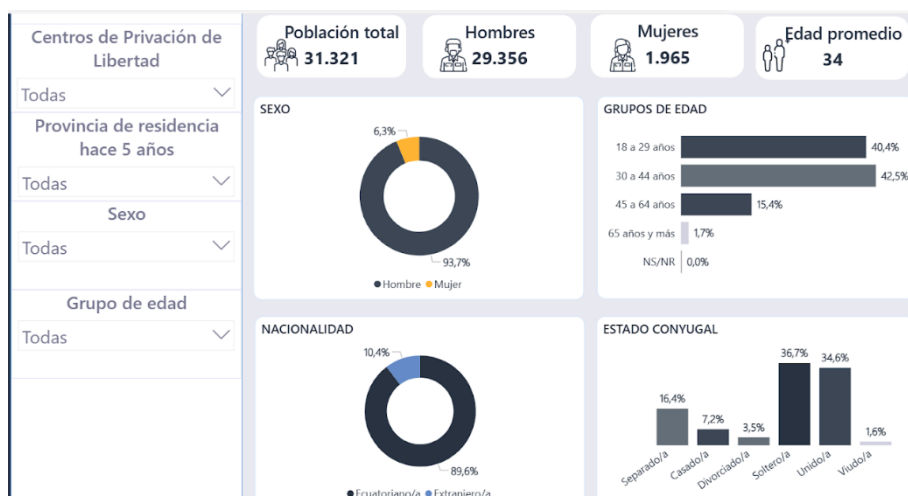 Centros de Privación de
Libertad
Todas
Provincia de residencia
hace 5 años
Todas
Sexo
Todas
Grupo de edad
Todas
Población total
31.321
Hombres
29.356
Mujeres
1.965
Edad promedio
34
SEXO
6,3%
93,7%
Hombre Mujer
GRUPOS DE EDAD
18 a 29 años 40,4%
30 a 44 años 42,5%
45 a 64 años 15,4%
65 años y más 1,7%
NS/NR 0,0%
NACIONALIDAD
10,4%
89,6%
Ecuatoriano/a Extranjero/a
ESTADO CONYUGAL
16,4%
7,2%
3,5%
36,7%
34,6%
1,6%
Separado/a
Casado/a
Divorciado/a
Soltero/a
Unido/a
Viudo/a